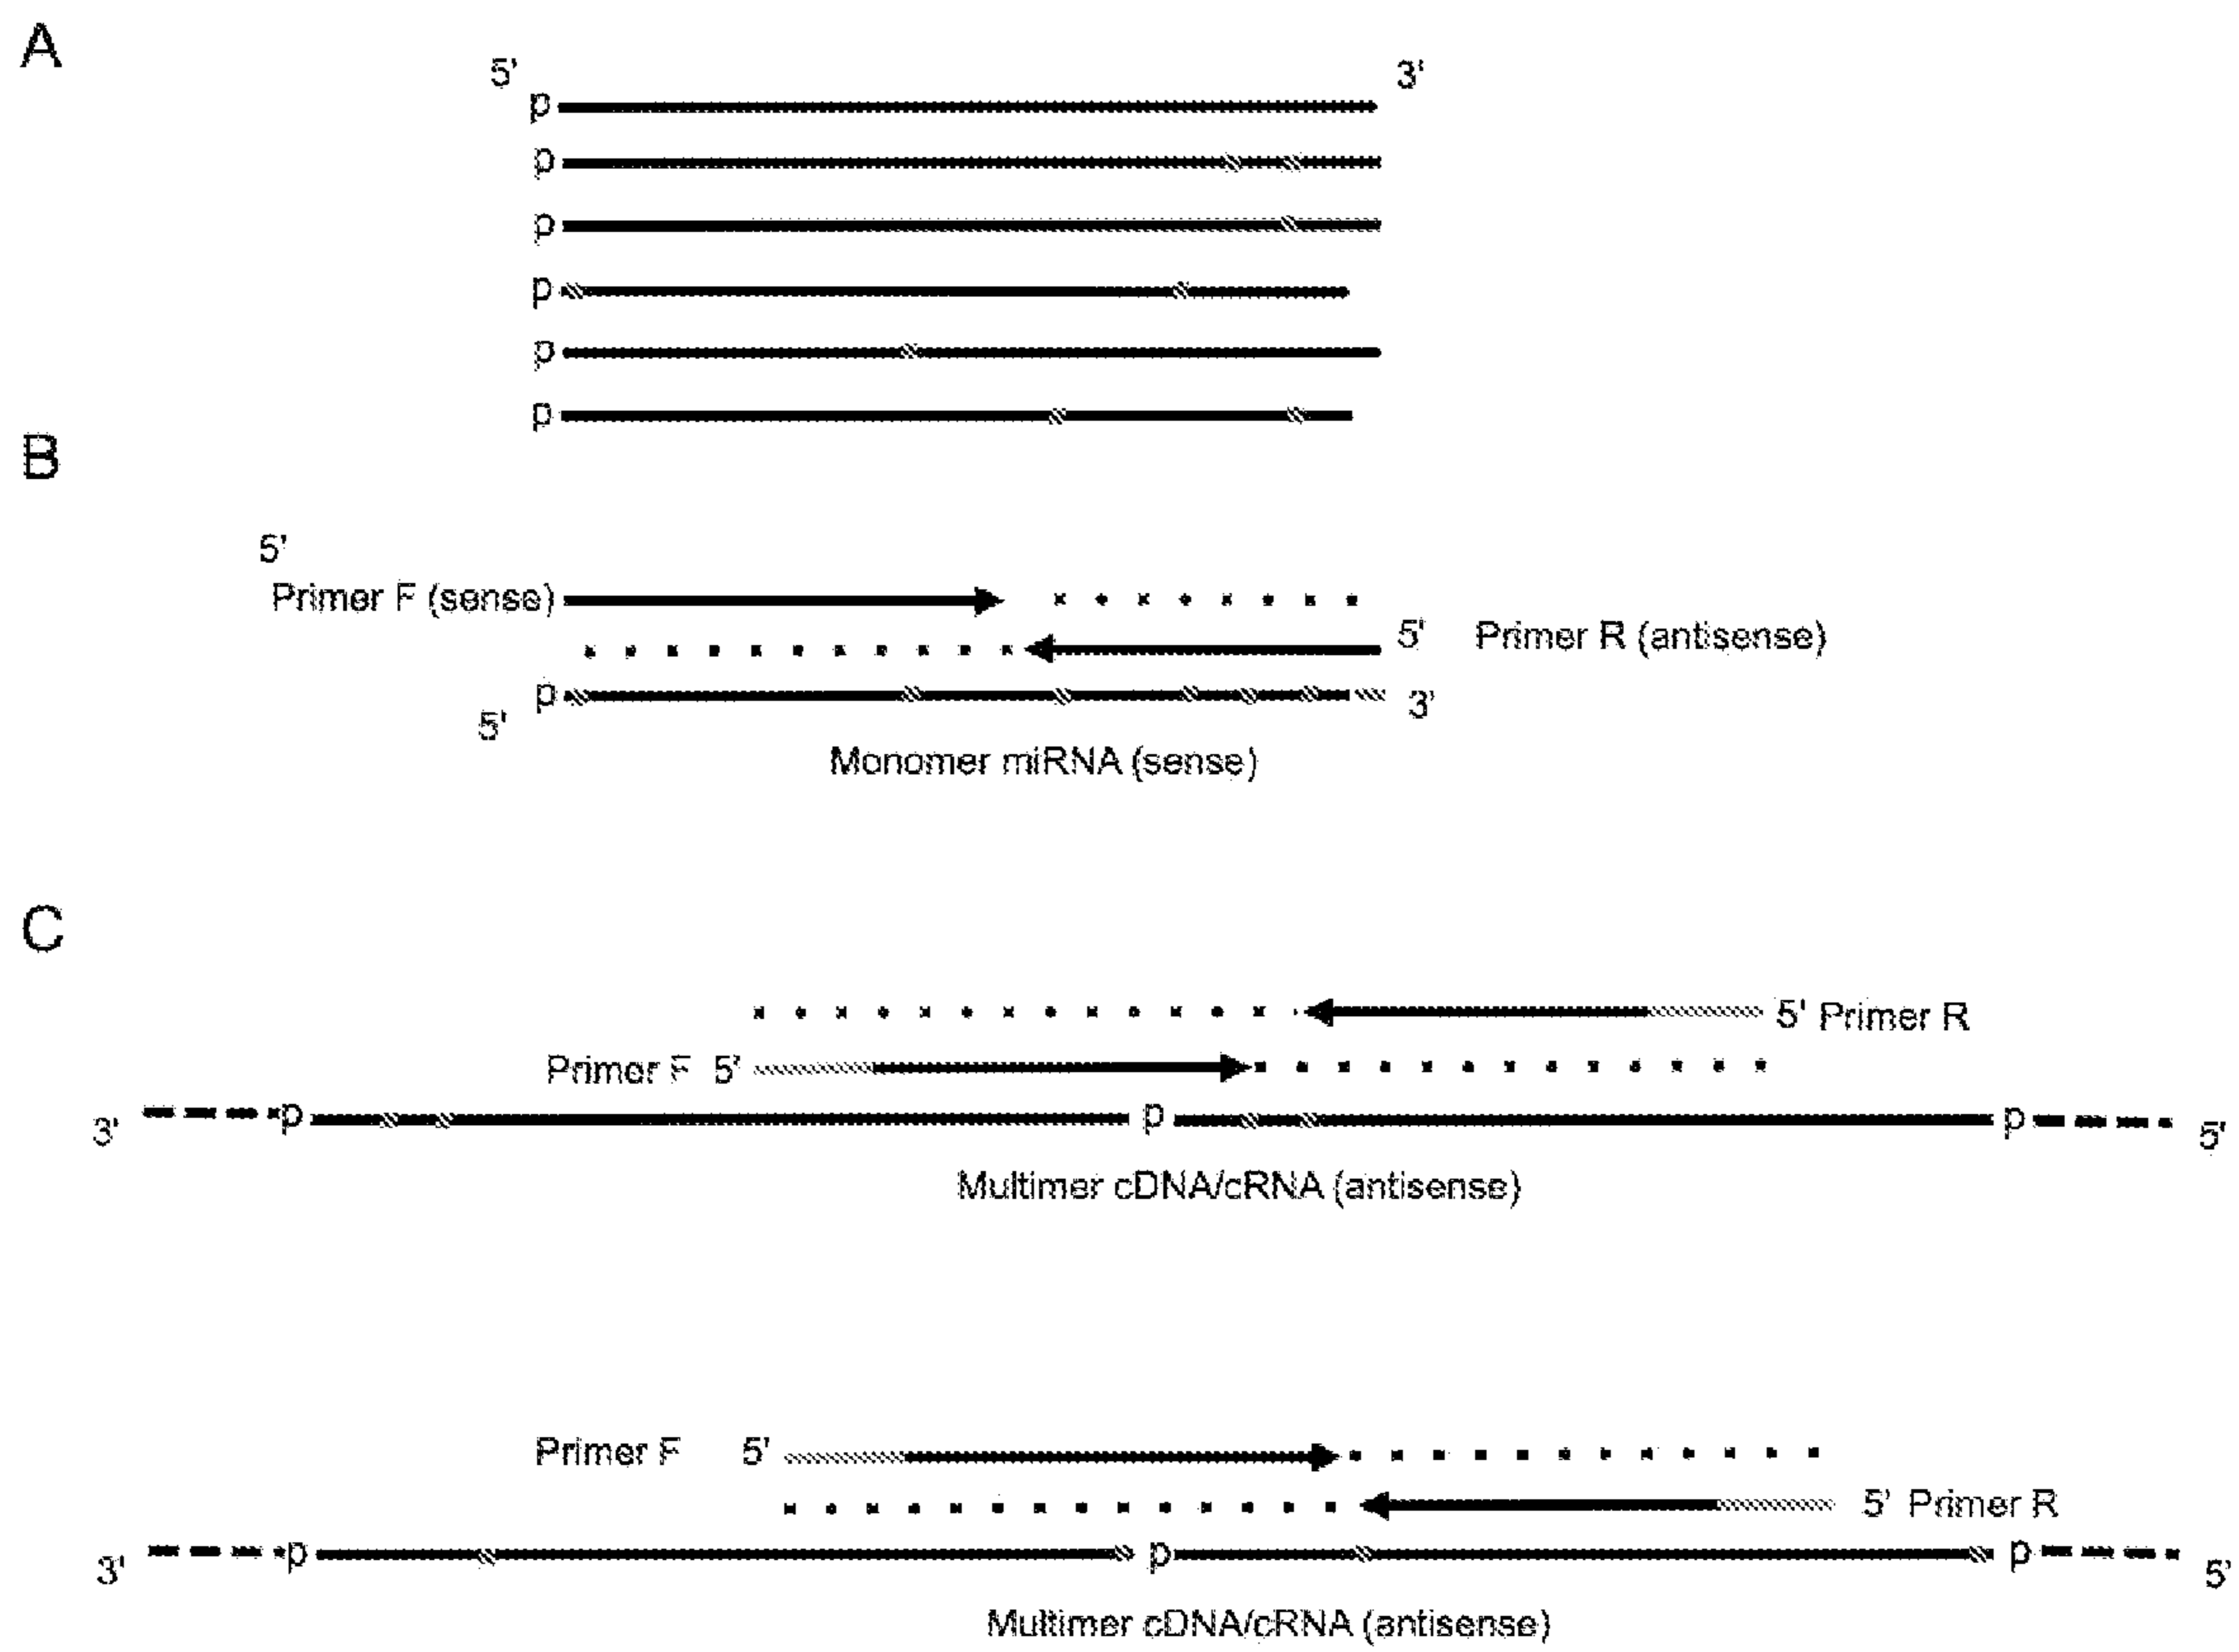 A
5' 3'
p
p
p
p
p
p
B
5'
Primer F (sense)
5' Primer R (antisense)
p 3'
5'
Monomer miRNA (sense)
C
5' Primer R
Primer F 5'
3' p p p 5'
Multimer cDNA/cRNA (antisense)
Primer F 5'
5' Primer R
3' p p p 5'
Multimer cDNA/cRNA (antisense)